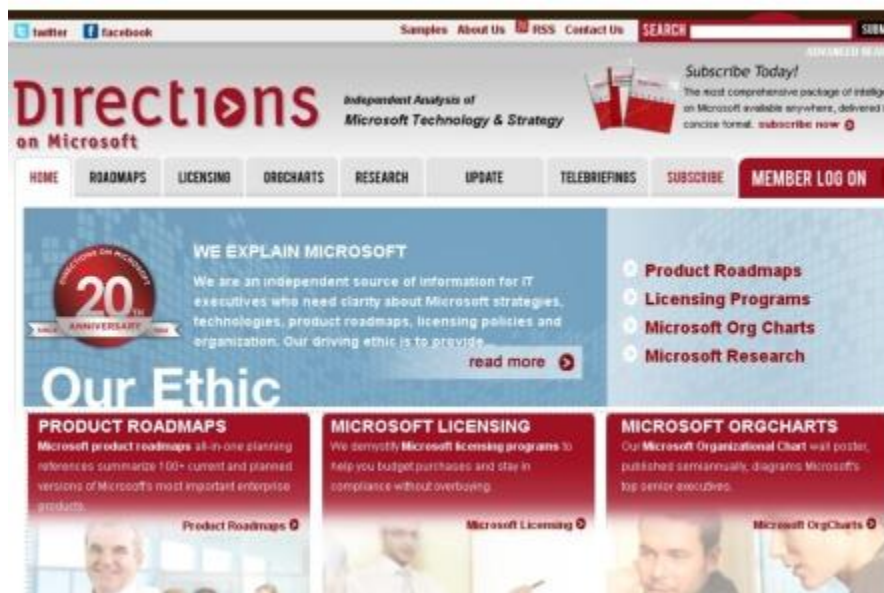 twitter facebook Samples About Us RSS Contact Us SEARCH
ADVANCED
Directions
on Microsoft
Independent Analysis of
Microsoft Technology & Strategy
Subscribe Today!
The most comprehensive package of
on Microsoft available anywhere, delivered
concise format. subscribe now
HOME ROADMAPS LICENSING ORGCHARTS RESEARCH UPDATE TELEBRIEFINGS SUBSCRIBE MEMBER LOG ON
DIRECTIONS ON MICROSOFT
20TH
ANNIVERSARY
WE EXPLAIN MICROSOFT
We are an independent source of information for IT
executives who need clarity about Microsoft strategies,
technologies, product roadmaps, licensing policies and
organization. Our driving ethic is to provide
read more
Our Ethic
Product Roadmaps
Licensing Programs
Microsoft Org Charts
Microsoft Research
PRODUCT ROADMAPS
Microsoft product roadmaps all-in-one planning
references summarize 100+ current and planned
versions of Microsoft's most important enterprise
products.
Product Roadmaps
MICROSOFT LICENSING
We demystify Microsoft licensing programs to
help you budget purchases and stay in
compliance without overbuying.
Microsoft Licensing
MICROSOFT ORGCHARTS
Our Microsoft Organizational Chart wall poster,
published semiannually, diagrams Microsoft's
top senior executives.
Microsoft OrgCharts